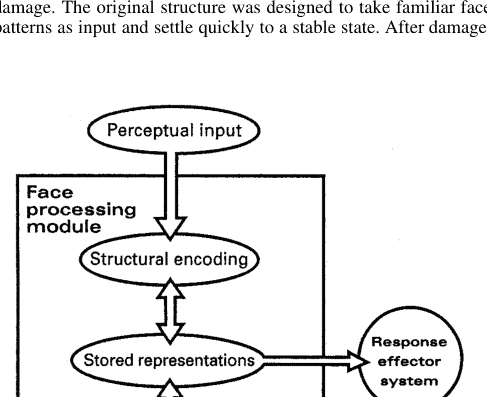 damage. The original structure was designed to take familiar face
patterns as input and settle quickly to a stable state. After damage
Perceptual input
Face
processing
module
Structural encoding
Stored representations
Response
effector
system